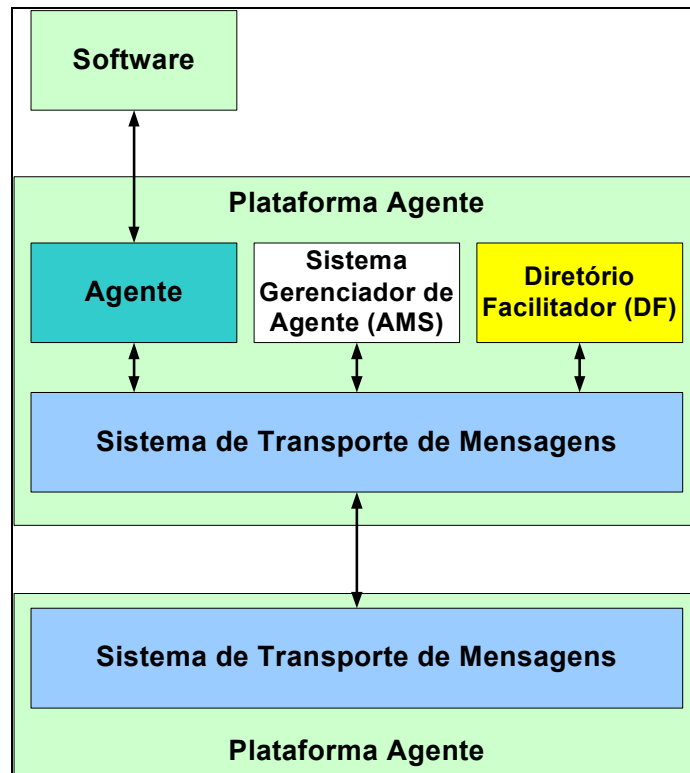 Software
Plataforma Agente
Agente
Sistema
Gerenciador de
Agente (AMS)
Diretório
Facilitador (DF)
Sistema de Transporte de Mensagens
Sistema de Transporte de Mensagens
Plataforma Agente